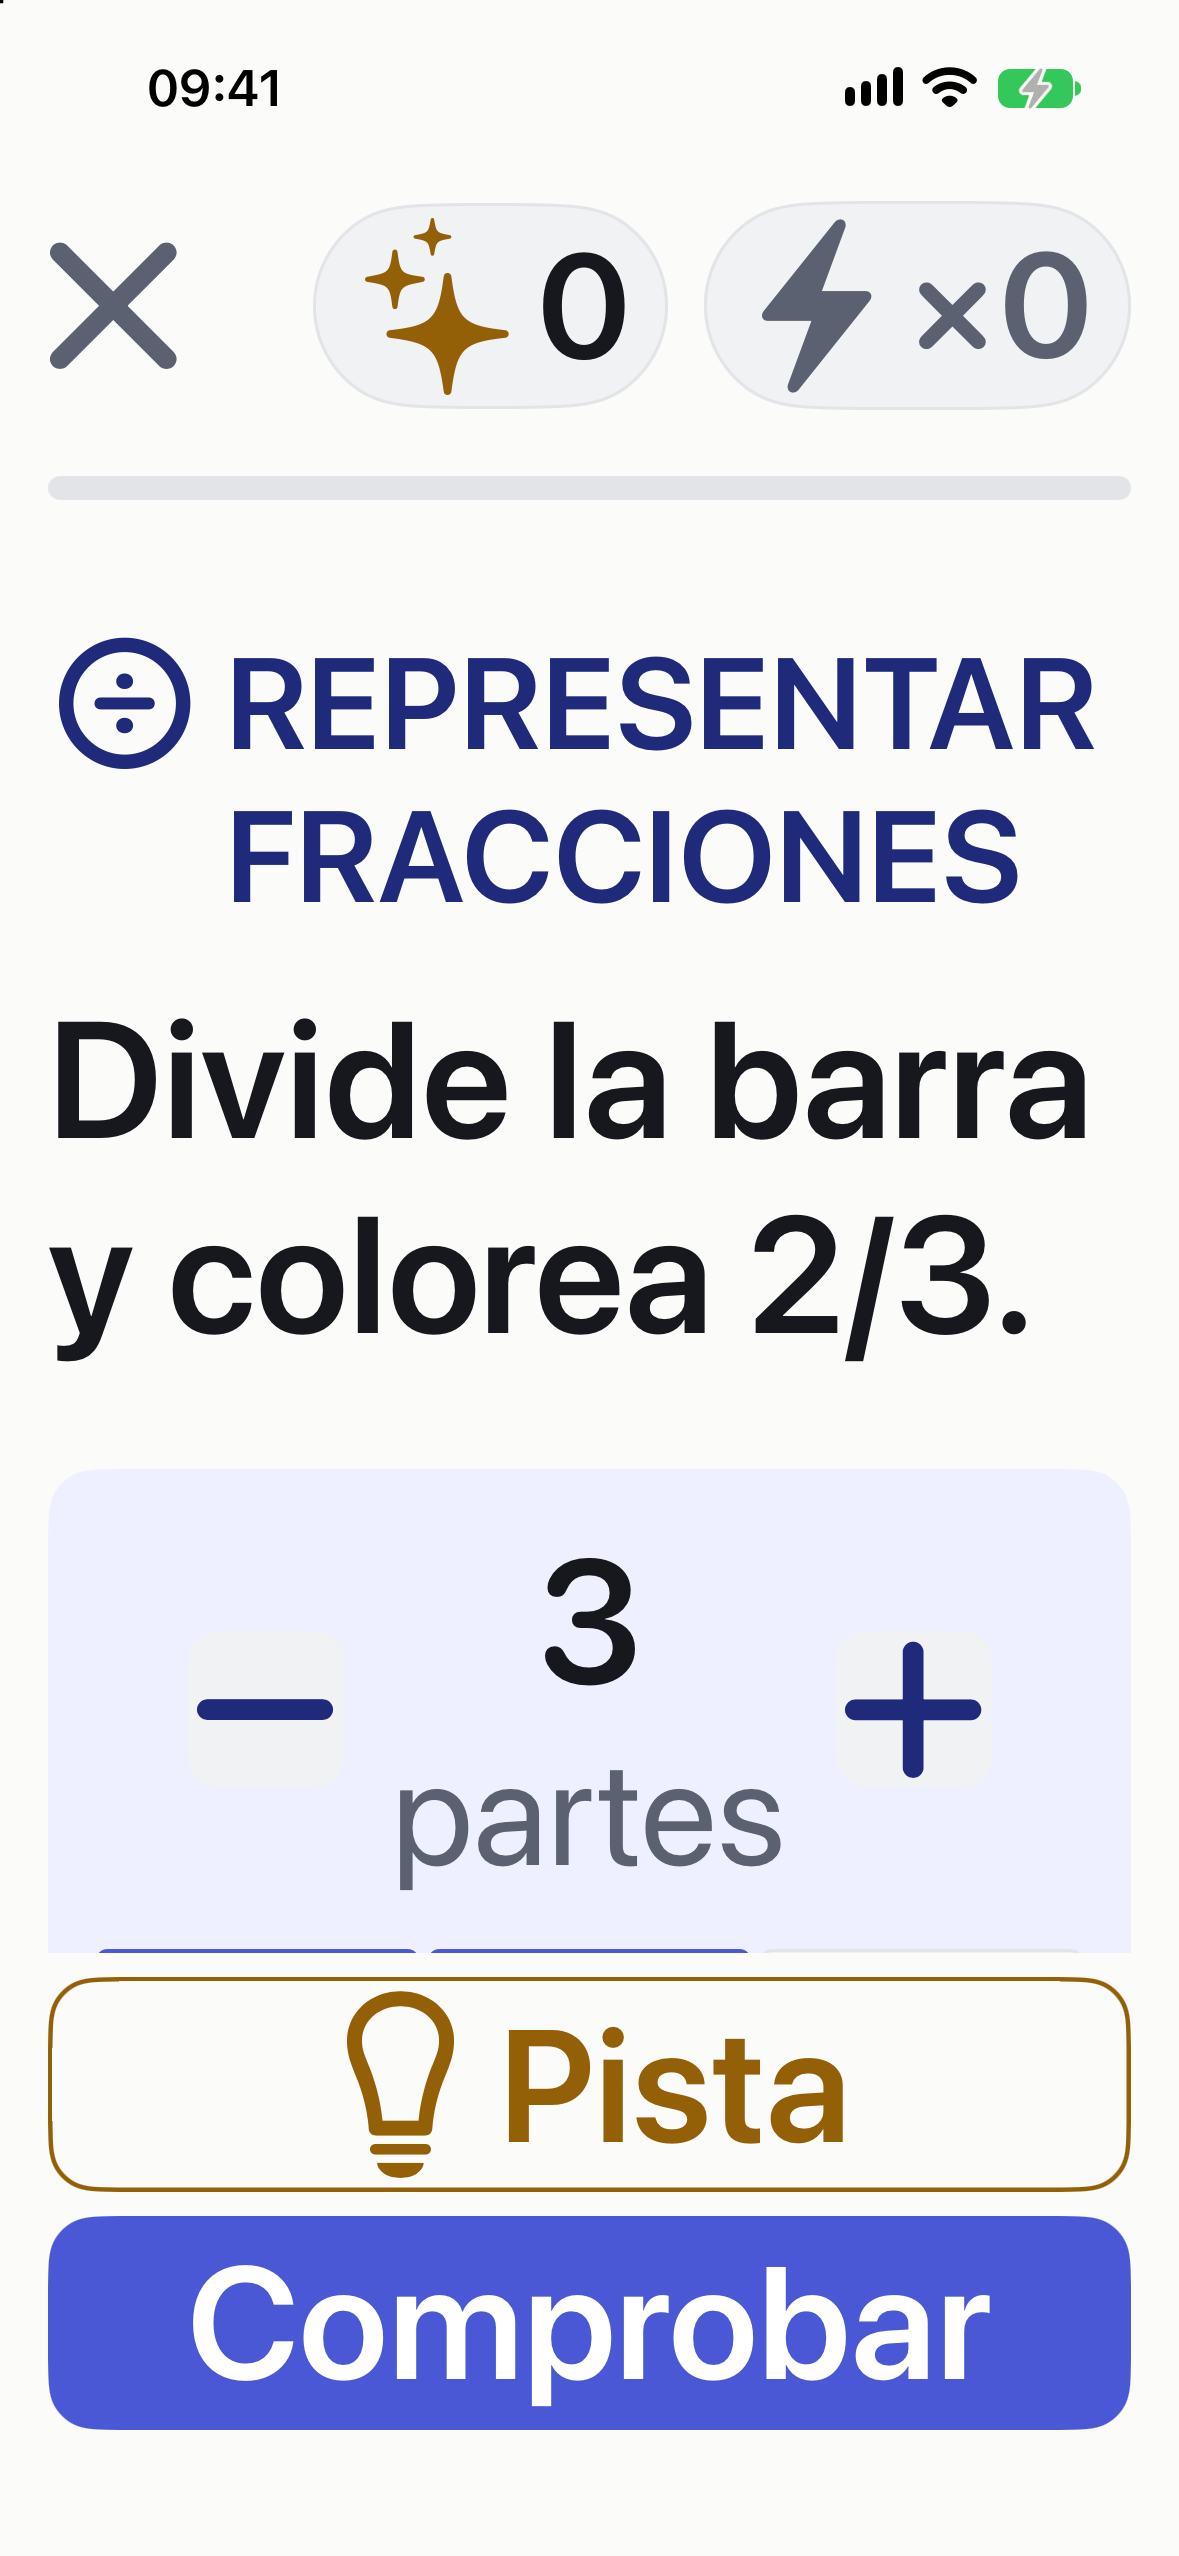 09:41
0
×0
REPRESENTAR
FRACCIONES
Divide la barra
y colorea 2/3.
3
partes
Pista
Comprobar